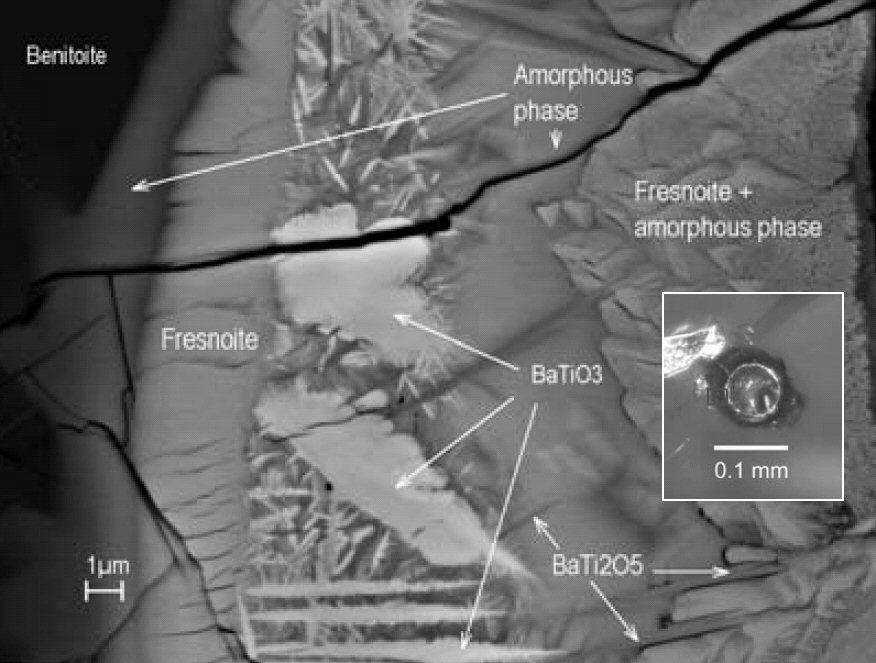 Benitoite
Amorphous
phase
Fresnoite +
amorphous phase
Fresnoite
BaTiO3
0.1 mm
BaTi2O5
1μm